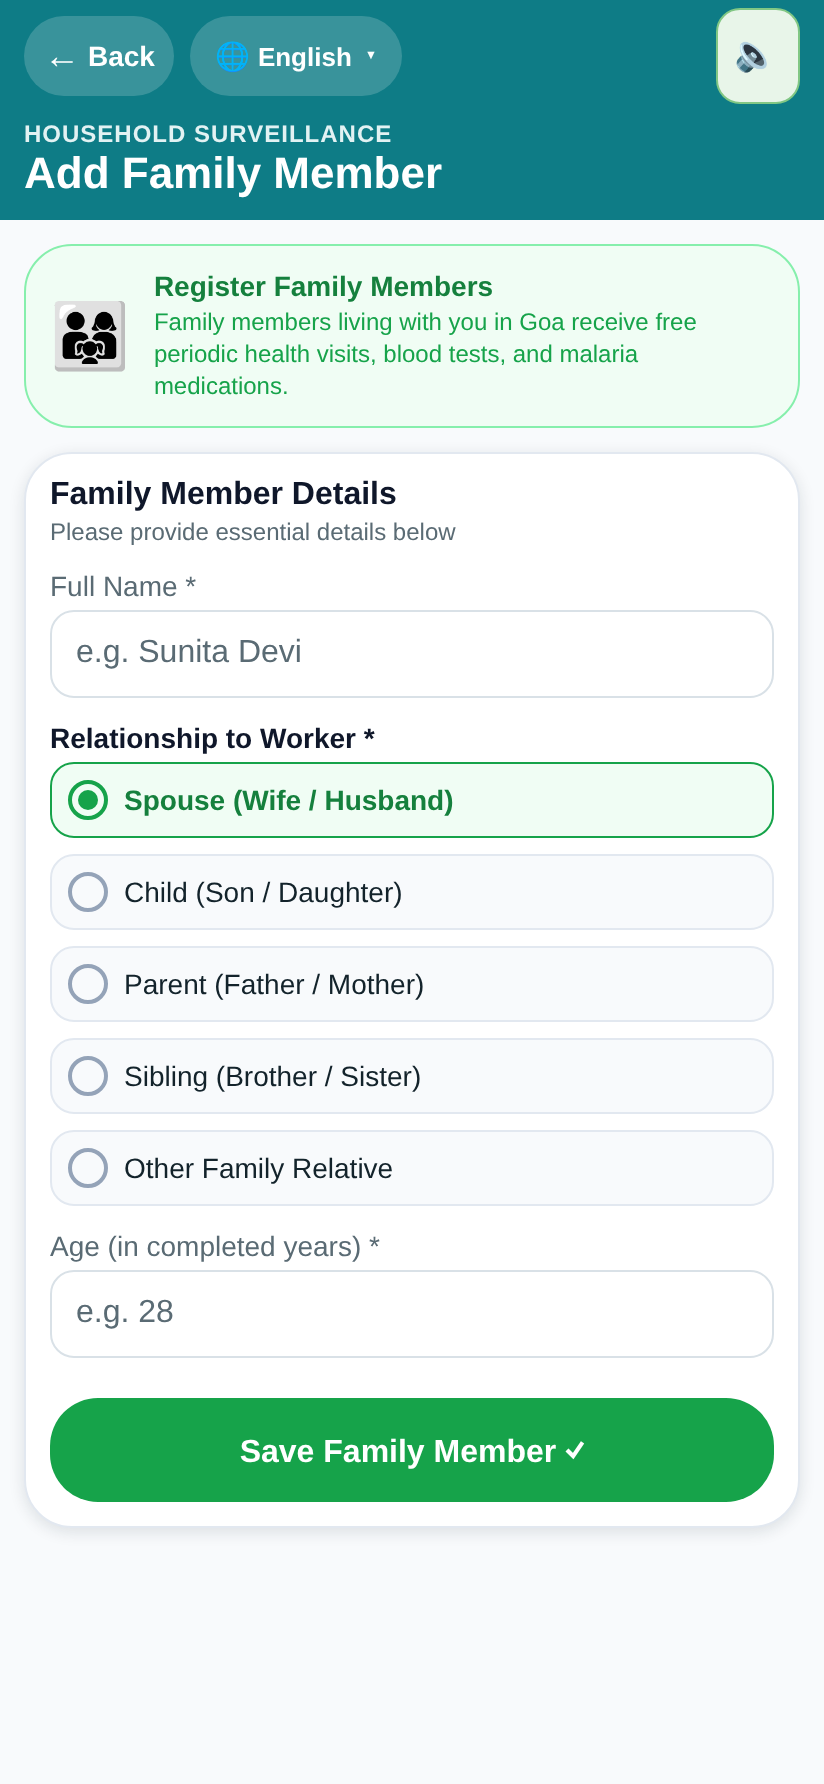 ← Back
🌐 English ▾
HOUSEHOLD SURVEILLANCE
Add Family Member
Register Family Members
Family members living with you in Goa receive free
periodic health visits, blood tests, and malaria
medications.
Family Member Details
Please provide essential details below
Full Name *
e.g. Sunita Devi
Relationship to Worker *
Spouse (Wife / Husband)
Child (Son / Daughter)
Parent (Father / Mother)
Sibling (Brother / Sister)
Other Family Relative
Age (in completed years) *
e.g. 28
Save Family Member ✓